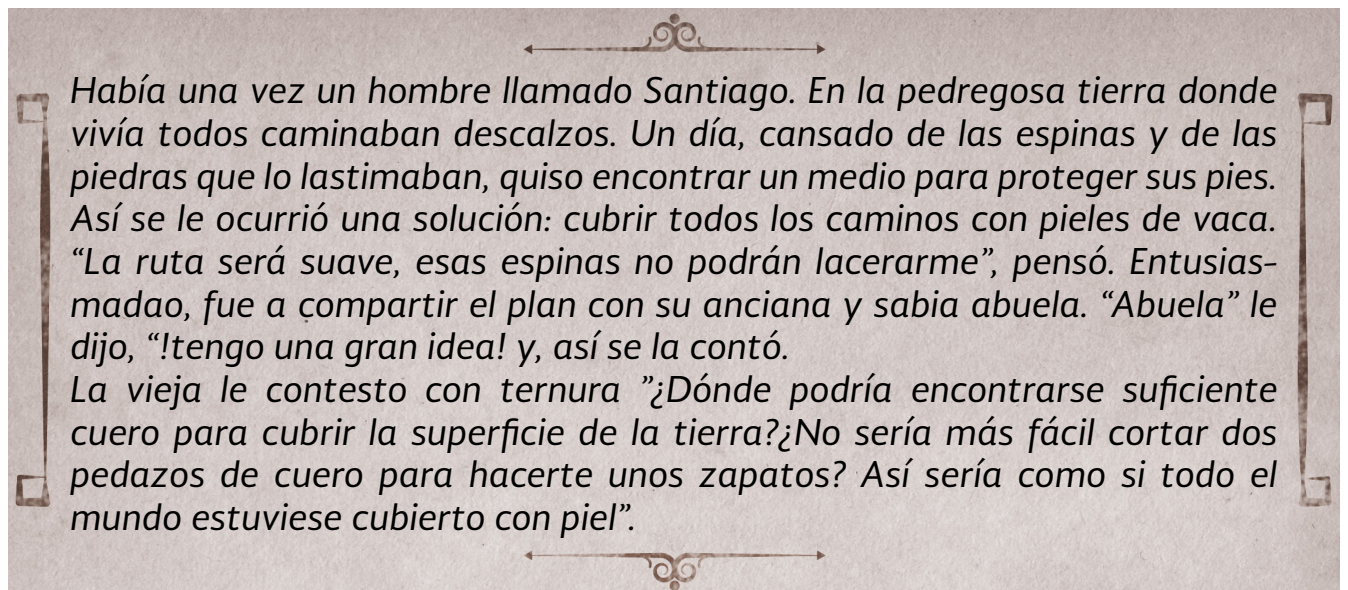 Había una vez un hombre llamado Santiago. En la pedregosa tierra donde
vivía todos caminaban descalzos. Un día, cansado de las espinas y de las
piedras que lo lastimaban, quiso encontrar un medio para proteger sus pies.
Así se le ocurrió una solución: cubrir todos los caminos con pieles de vaca.
“La ruta será suave, esas espinas no podrán lacerarme”, pensó. Entusias-
madao, fue a compartir el plan con su anciana y sabia abuela. “Abuela” le
dijo, “!tengo una gran idea! y, así se la contó.
La vieja le contesto con ternura ”¿Dónde podría encontrarse suficiente
cuero para cubrir la superficie de la tierra?¿No sería más fácil cortar dos
pedazos de cuero para hacerte unos zapatos? Así sería como si todo el
mundo estuviese cubierto con piel”.